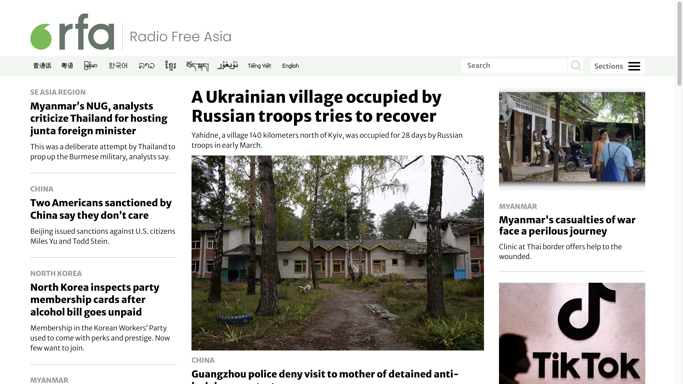 rfa Radio Free Asia
普通话 粤语 မြန်မာ 한국어 ລາວ ខ្មែរ བོད་སྐད། ئۇيغۇر Tiếng Việt English
Search
Sections
SE ASIA REGION
Myanmar's NUG, analysts
criticize Thailand for hosting
junta foreign minister
This was a deliberate attempt by Thailand to
prop up the Burmese military, analysts say.
CHINA
Two Americans sanctioned by
China say they don't care
Beijing issued sanctions against U.S. citizens
Miles Yu and Todd Stein.
NORTH KOREA
North Korea inspects party
membership cards after
alcohol bill goes unpaid
Membership in the Korean Workers' Party
used to come with perks and prestige. Now
few want to join.
MYANMAR
A Ukrainian village occupied by
Russian troops tries to recover
Yahidne, a village 140 kilometers north of Kyiv, was occupied for 28 days by Russian
troops in early March.
CHINA
Guangzhou police deny visit to mother of detained anti-
MYANMAR
Myanmar's casualties of war
face a perilous journey
Clinic at Thai border offers help to the
wounded.
TikTok